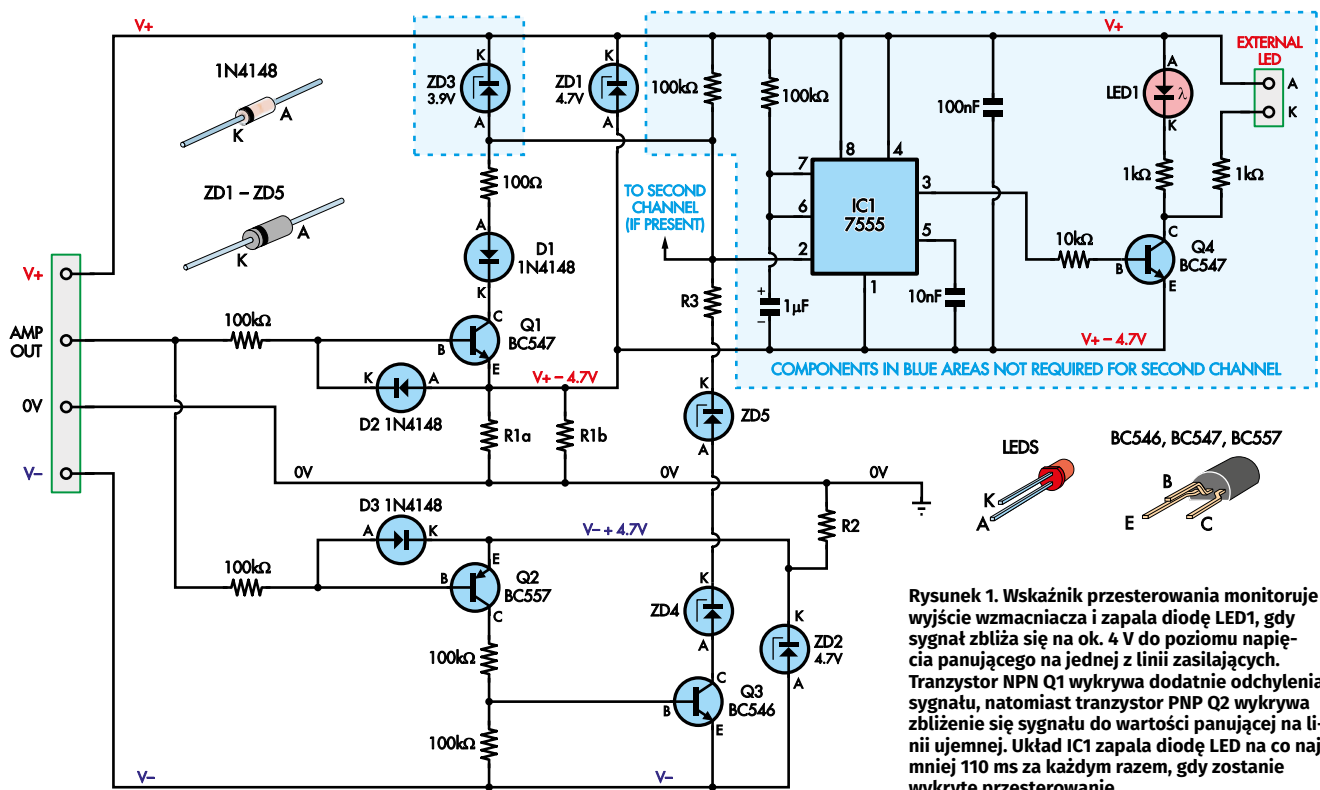 V+
V+
EXTERNAL
LED
1N4148
K
A
K
ZD3
3.9V
A
K
ZD1
4.7V
A
100kΩ
100kΩ
100nF
A
LED1
λ
K
A
K
8
4
7
6
2
3
5
1
IC1
7555
1kΩ
1kΩ
100Ω
ZD1 – ZD5
K
A
TO SECOND
CHANNEL
(IF PRESENT)
A
D1
1N4148
K
10kΩ
C
B
E
Q4
BC547
R3
+
1µF
–
10nF
V+
AMP
OUT
0V
V–
100kΩ
C
B
E
Q1
BC547
V+ – 4.7V
V+ – 4.7V
COMPONENTS IN BLUE AREAS NOT REQUIRED FOR SECOND CHANNEL
K
A
D2 1N4148
R1a
R1b
K
ZD5
A
LEDS
K
A
BC546, BC547, BC557
B
E
C
0V
0V
0V
D3 1N4148
A
K
V– + 4.7V
R2
100kΩ
E
B
C
Q2
BC557
K
ZD4
A
K
ZD2
4.7V
A
100kΩ
C
B
E
Q3
BC546
100kΩ
V–
V–
Rysunek 1. Wskaźnik przesterowania monitoruje
wyjście wzmacniacza i zapala diodę LED1, gdy
sygnał zbliża się na ok. 4 V do poziomu napię-
cia panującego na jednej z linii zasilających.
Tranzystor NPN Q1 wykrywa dodatnie odchylenia
sygnału, natomiast tranzystor PNP Q2 wykrywa
zbliżenie się sygnału do wartości panującej na li-
nii ujemnej. Układ IC1 zapala diodę LED na co naj-
mniej 110 ms za każdym razem, gdy zostanie
wykryte przesterowanie